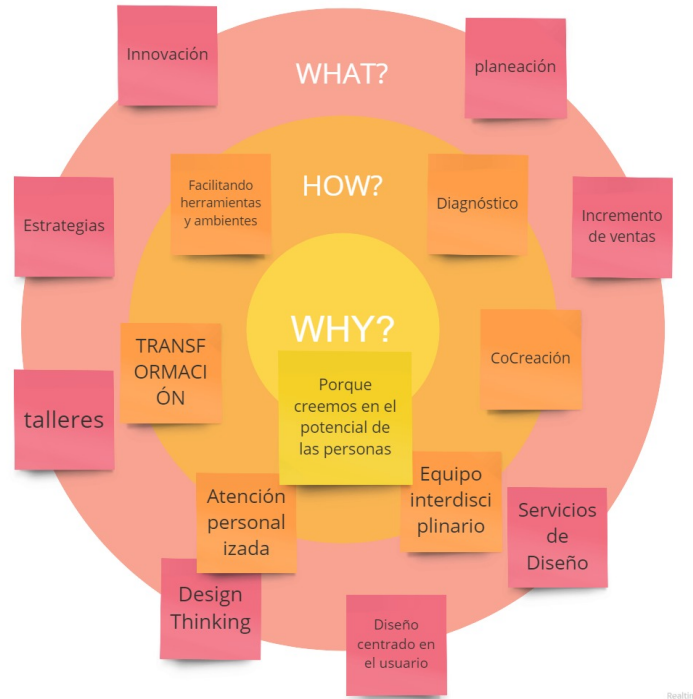 Innovación
WHAT?
planeación
Facilitando
herramientas
y ambientes
HOW?
Diagnóstico
Estrategias
Incremento
de ventas
WHY?
TRANSF
ORMACI
ÓN
Porque
creemos en el
potencial de
las personas
CoCreación
talleres
Atención
personal
izada
Equipo
interdisci
plinario
Servicios
de
Diseño
Design
Thinking
Diseño
centrado en
el usuario